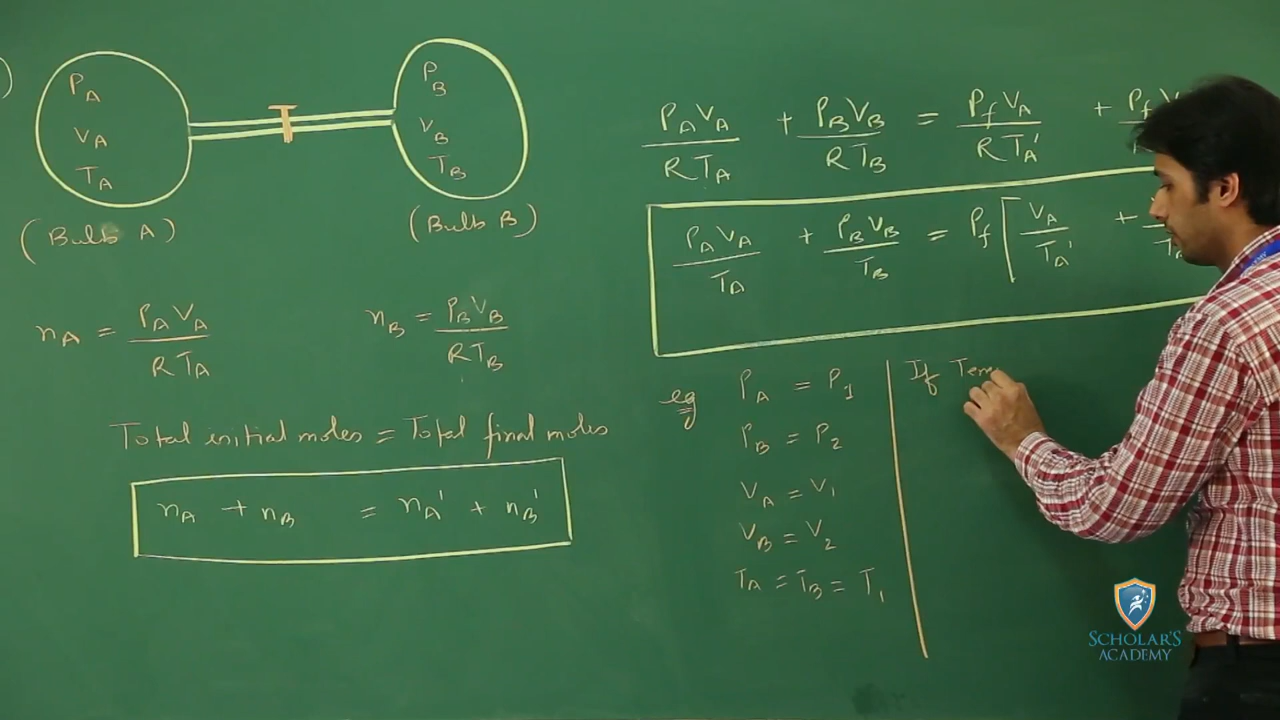 )
P_A
V_A
T_A
(Bulb A)
P_B
V_B
T_B
(Bulb B)
n_A = P_A V_A / R T_A
n_B = P_B V_B / R T_B
Total initial moles = Total final moles
n_A + n_B = n_A' + n_B'
P_A V_A / R T_A + P_B V_B / R T_B = P_f V_A / R T_A' + P_f V
P_A V_A / T_A + P_B V_B / T_B = P_f [ V_A / T_A' +
eg P_A = P_1
P_B = P_2
V_A = V_1
V_B = V_2
T_A = T_B = T_1
If Tem
SCHOLAR'S
ACADEMY